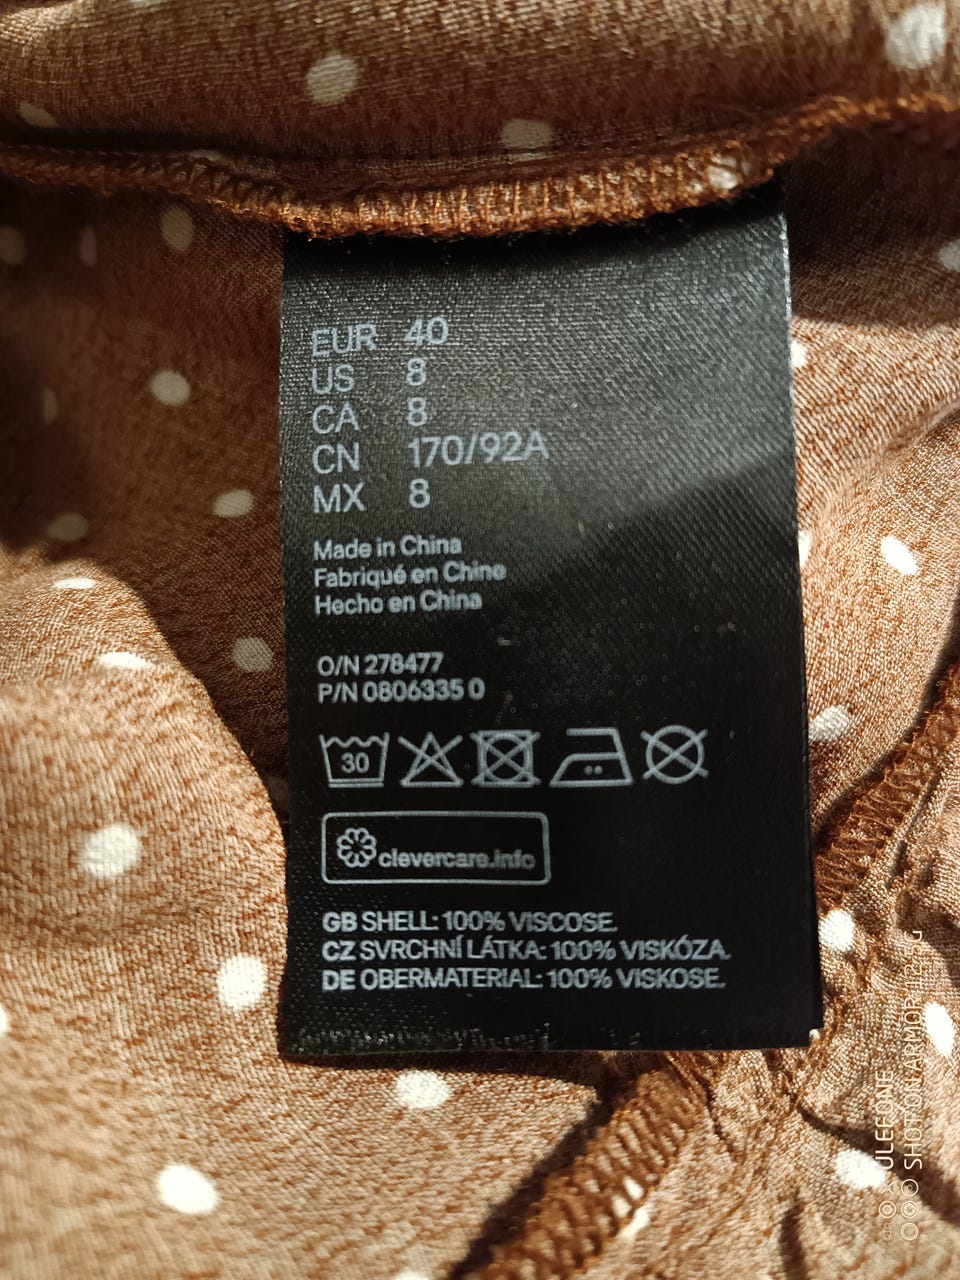 EUR 40
US 8
CA 8
CN 170/92A
MX 8
Made in China
Fabriqué en Chine
Hecho en China
O/N 278477
P/N 0806335 0
30
clevercare.info
GB SHELL: 100% VISCOSE.
CZ SVRCHNÍ LÁTKA: 100% VISKÓZA.
DE OBERMATERIAL: 100% VISKOSE.
ULEFONE
SHOT ON ARMOR 11T 5G